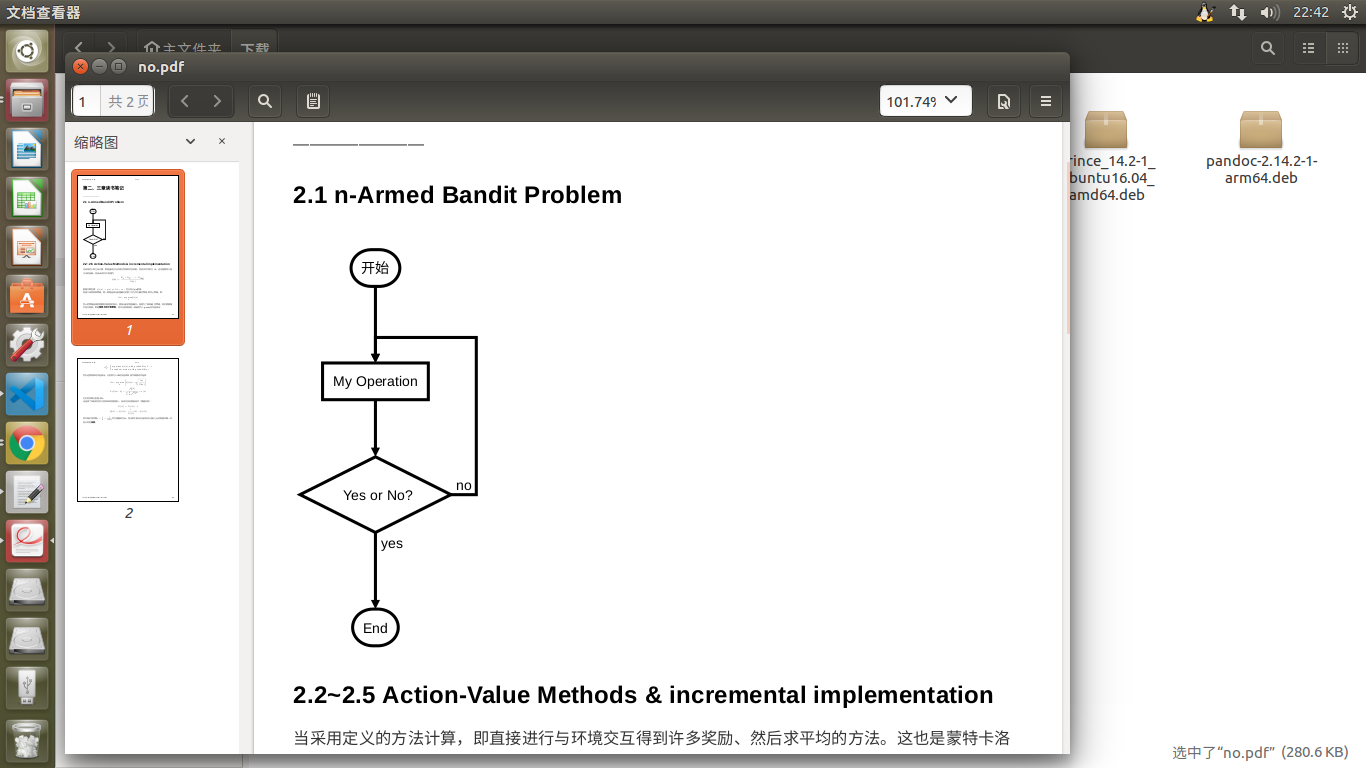 文档查看器
22:42
主文件夹
下载
no.pdf
1
共 2 页
101.74%
缩略图
1
2
2.1 n-Armed Bandit Problem
开始
My Operation
Yes or No?
no
yes
End
2.2~2.5 Action-Value Methods & incremental implementation
当采用定义的方法计算，即直接进行与环境交互得到许多奖励、然后求平均的方法。这也是蒙特卡洛
rince_14.2-1_
buntu16.04_
amd64.deb
pandoc-2.14.2-1-
arm64.deb
选中了“no.pdf” (280.6 KB)